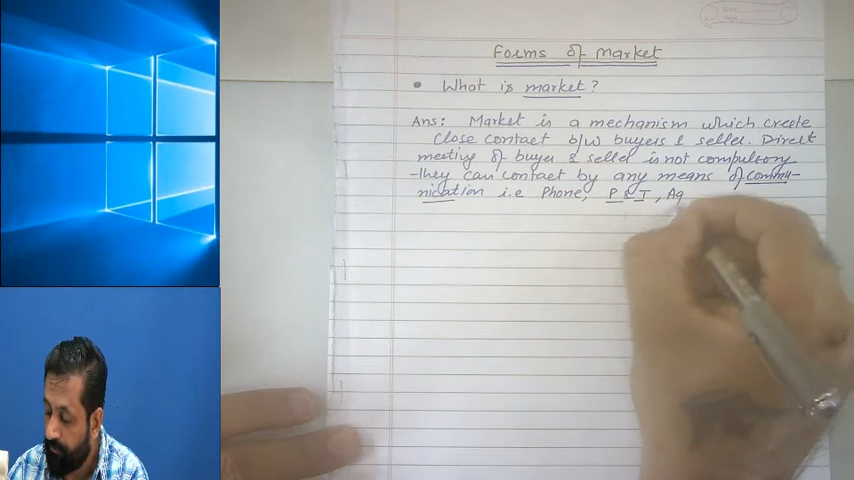 Forms of market
• What is market?
Ans: Market is a mechanism which create
close contact b/w buyers & seller. Direct
meeting of buyer & seller is not compulsory
They can contact by any means of commu-
nication i.e Phone, P & T, Ag